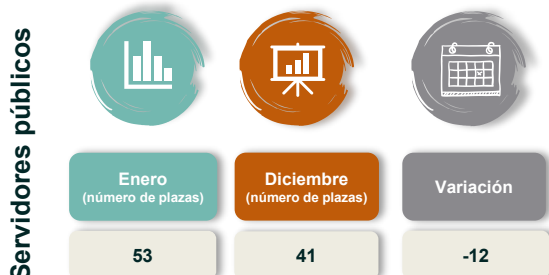 Servidores públicos
Enero
(número de plazas)
Diciembre
(número de plazas)
Variación
53
41
-12